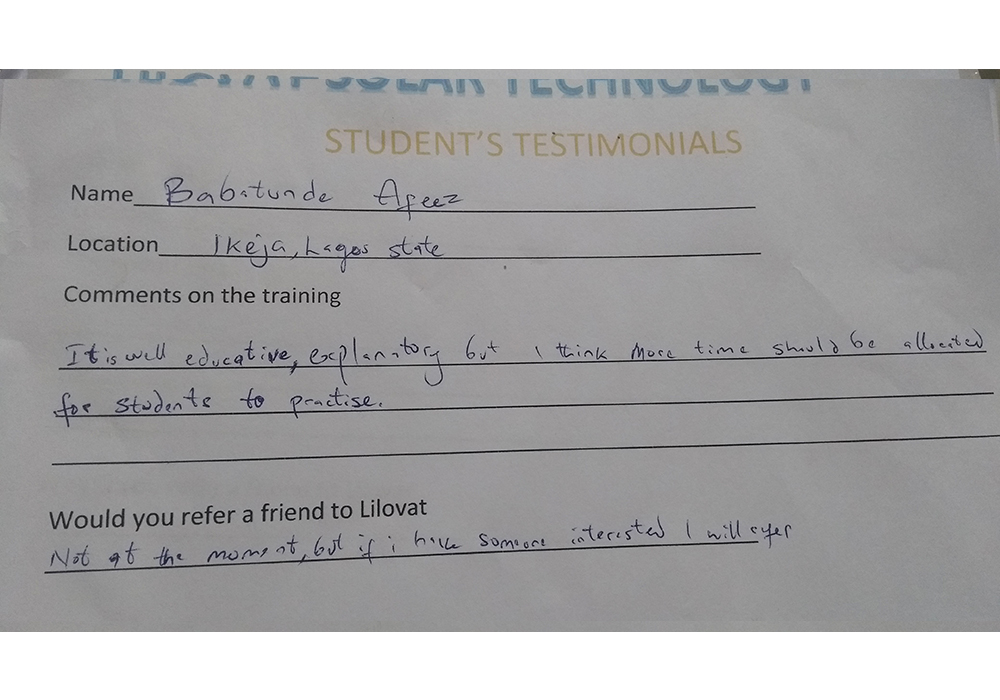 SOLAR TECHNOLOGY
STUDENT'S TESTIMONIALS
Name Babatunde Afeez
Location Ikeja, Lagos state
Comments on the training
It is well educative, explanatory but i think more time should be allocated
for students to practise.
Would you refer a friend to Lilovat
Not at the moment, but if i have someone interested I will refer